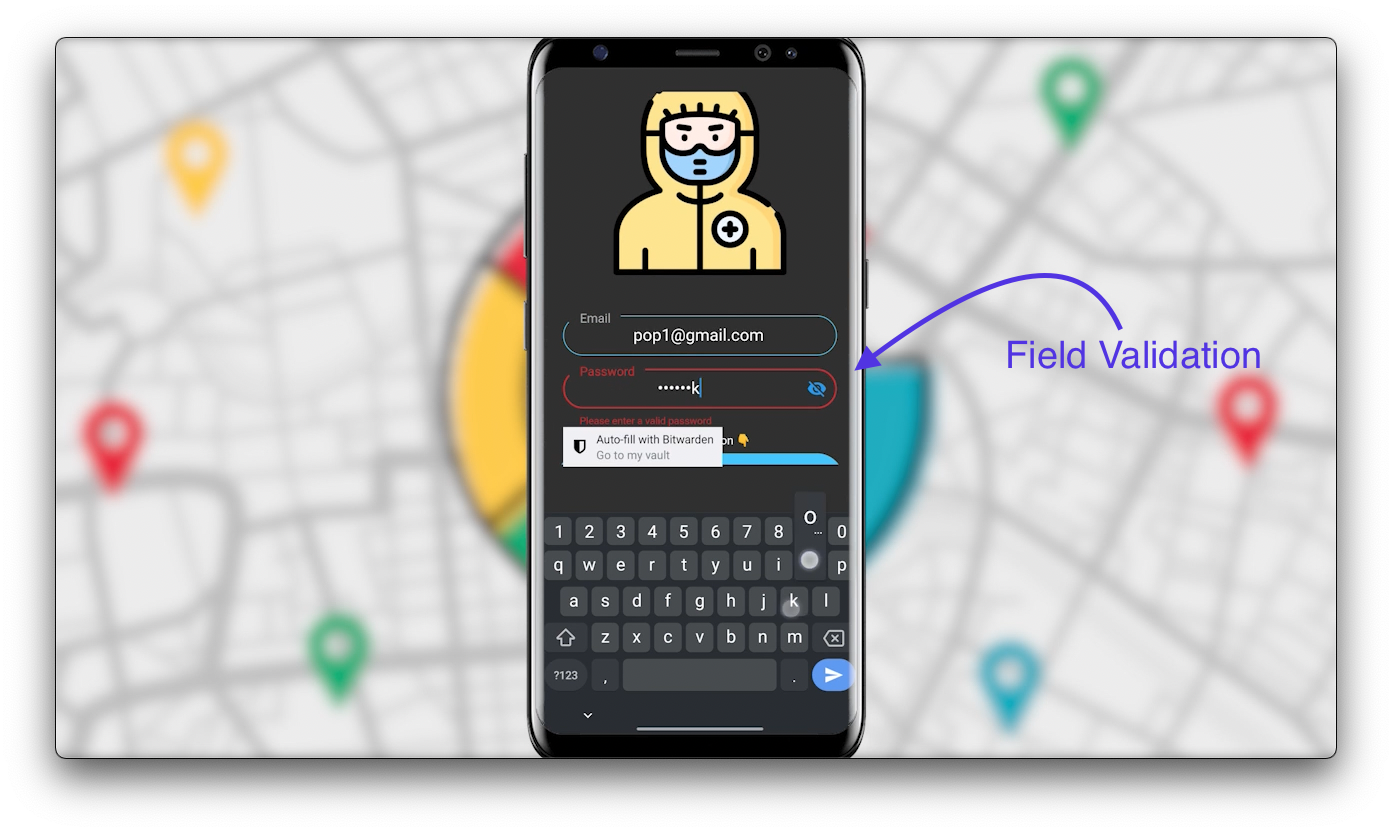 Email
pop1@gmail.com
Field Validation
Password
••••••k
Please enter a valid password
Auto-fill with Bitwarden
on 👇
Go to my vault
o
...
1 2 3 4 5 6 7 8 0
q w e r t y u i p
a s d f g h j k l
z x c v b n m
?123 , .